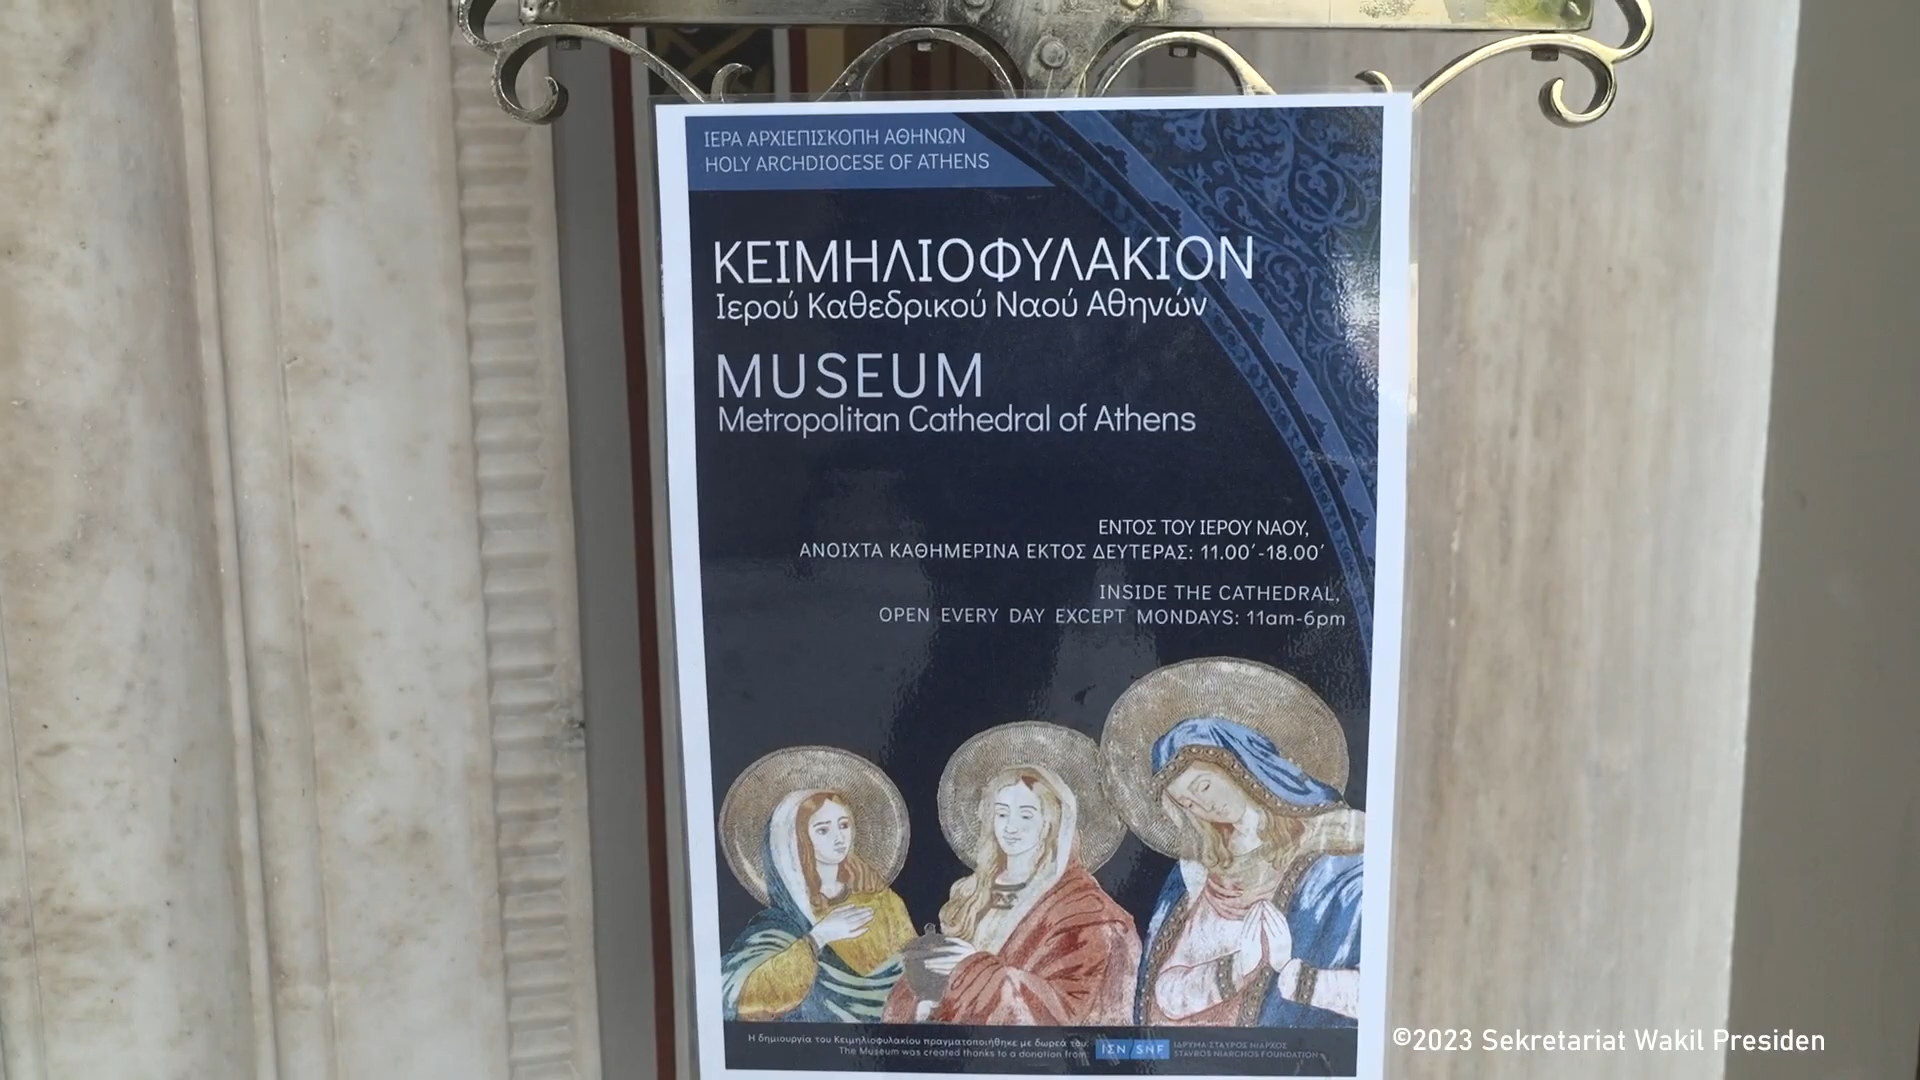 ΙΕΡΑ ΑΡΧΙΕΠΙΣΚΟΠΗ ΑΘΗΝΩΝ
HOLY ARCHDIOCESE OF ATHENS
ΚΕΙΜΗΛΙΟΦΥΛΑΚΙΟΝ
Ιερού Καθεδρικού Ναού Αθηνών
MUSEUM
Metropolitan Cathedral of Athens
ΕΝΤΟΣ ΤΟΥ ΙΕΡΟΥ ΝΑΟΥ,
ΑΝΟΙΧΤΑ ΚΑΘΗΜΕΡΙΝΑ ΕΚΤΟΣ ΔΕΥΤΕΡΑΣ: 11.00΄-18.00΄
INSIDE THE CATHEDRAL,
OPEN EVERY DAY EXCEPT MONDAYS: 11am-6pm
Η δημιουργία του Κειμηλιοφυλακίου πραγματοποιήθηκε με δωρεά του:
The Museum was created thanks to a donation from:
ΙΣΝ/SNF
ΙΔΡΥΜΑ ΣΤΑΥΡΟΣ ΝΙΑΡΧΟΣ
STAVROS NIARCHOS FOUNDATION
©2023 Sekretariat Wakil Presiden